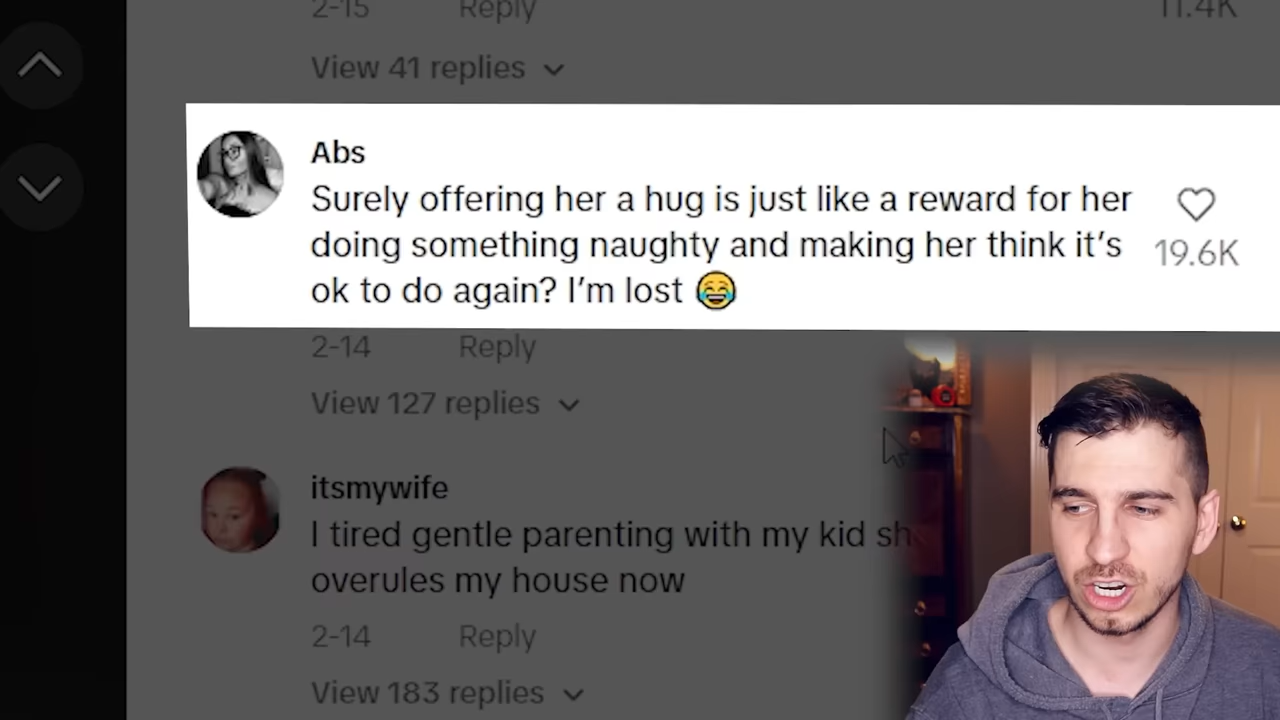 2-15 Reply 11.4K
View 41 replies
Abs
Surely offering her a hug is just like a reward for her
doing something naughty and making her think it's
ok to do again? I'm lost 😂
19.6K
2-14 Reply
View 127 replies
itsmywife
I tired gentle parenting with my kid sh
overules my house now
2-14 Reply
View 183 replies